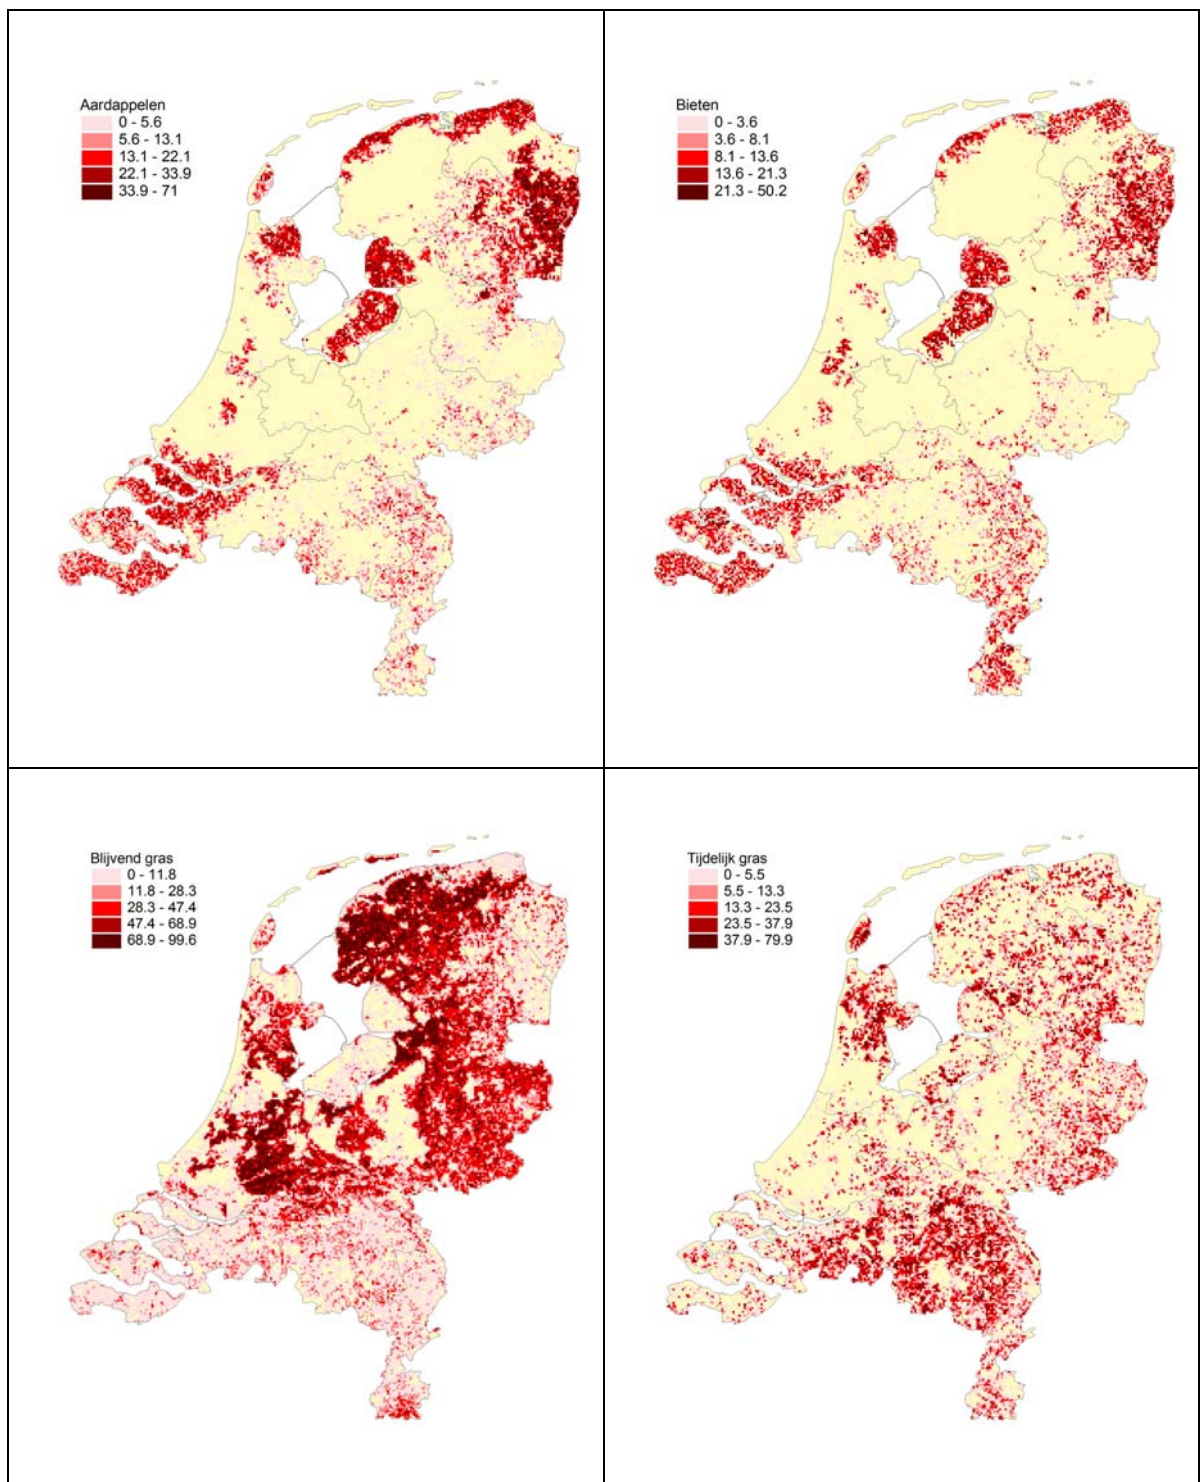 Aardappelen
0 - 5.6
5.6 - 13.1
13.1 - 22.1
22.1 - 33.9
33.9 - 71
Bieten
0 - 3.6
3.6 - 8.1
8.1 - 13.6
13.6 - 21.3
21.3 - 50.2
Blijvend gras
0 - 11.8
11.8 - 28.3
28.3 - 47.4
47.4 - 68.9
68.9 - 99.6
Tijdelijk gras
0 - 5.5
5.5 - 13.3
13.3 - 23.5
23.5 - 37.9
37.9 - 79.9